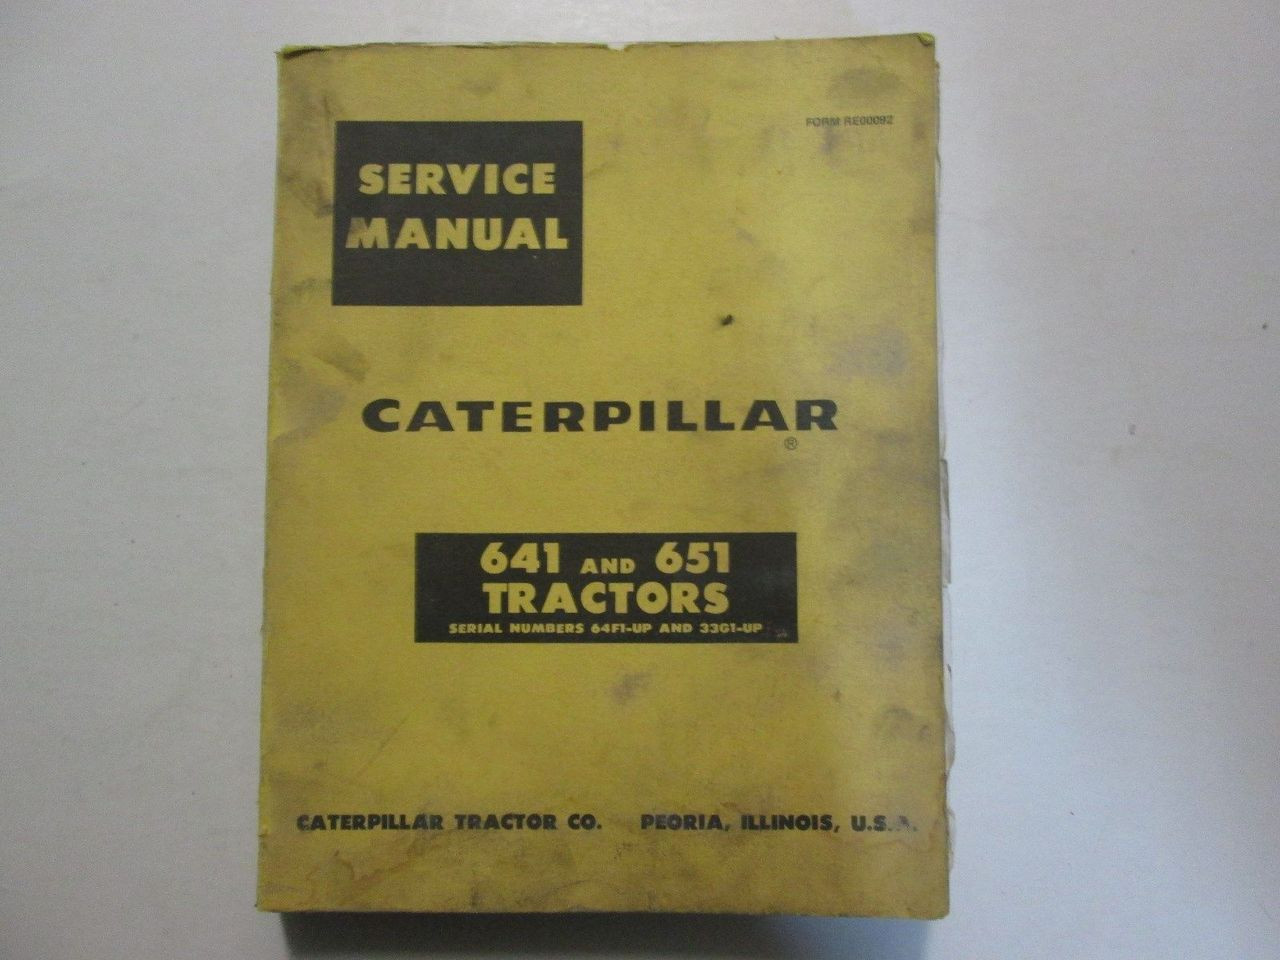 FORM RE00092
SERVICE
MANUAL
CATERPILLAR
®
641 AND 651
TRACTORS
SERIAL NUMBERS 64F1-UP AND 33G1-UP
CATERPILLAR TRACTOR CO. PEORIA, ILLINOIS, U.S.A.